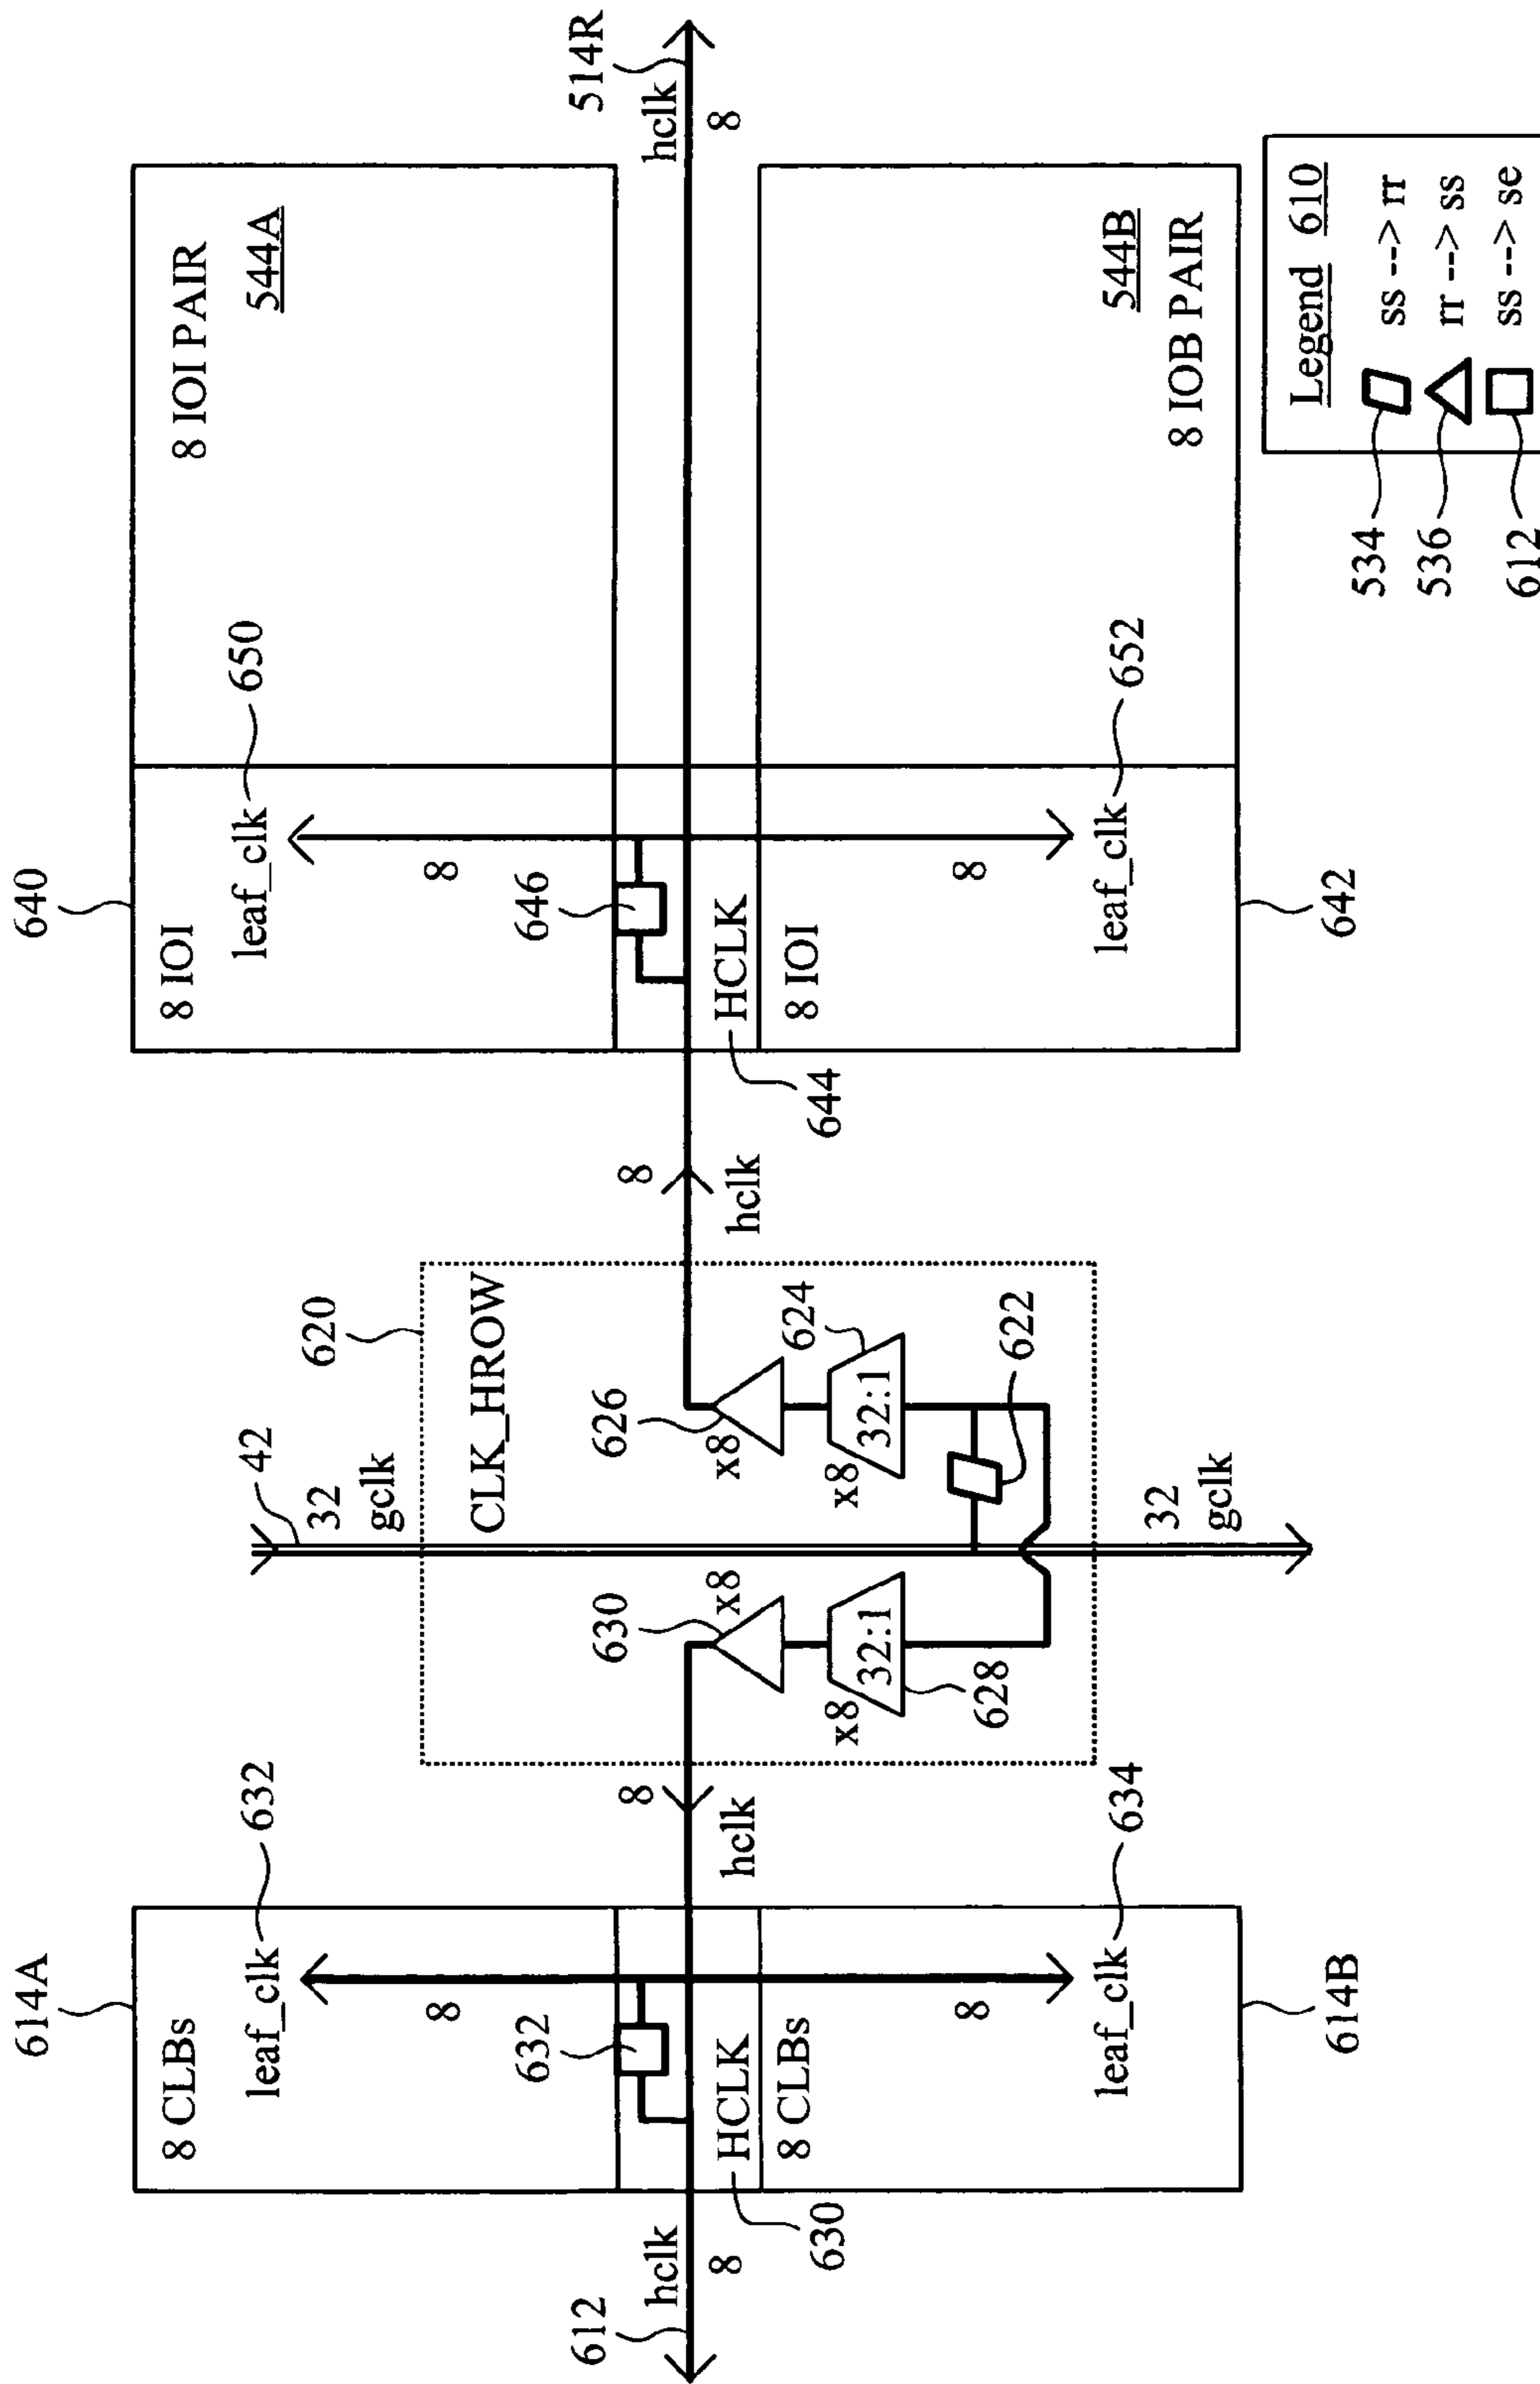 614A
8 CLBs
leaf_clk
632
8
632
HCLK
630
8 CLBs
8
leaf_clk
634
614B
612
hclk
8
8
hclk
620
CLK_HROW
42
32
gclk
630
x8
x8
32:1
628
626
x8
x8
32:1
624
622
32
gclk
8
hclk
640
8 IOI
leaf_clk
650
8
646
HCLK
644
8 IOI
8
leaf_clk
652
642
8 IOI PAIR
544A
514R
hclk
8
544B
8 IOB PAIR
Legend 610
534
ss --> rr
536
rr --> ss
612
ss --> se